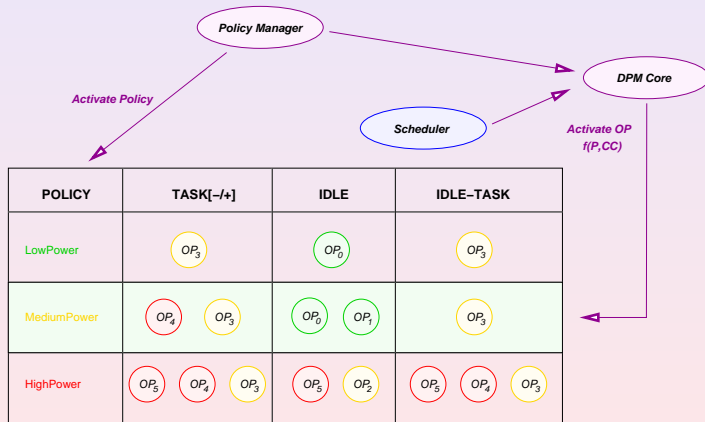 Policy Manager
DPM Core
Activate Policy
Scheduler
Activate OP
f(P,CC)
POLICY TASK[−/+] IDLE IDLE−TASK
LowPower OP3 OP0 OP3
MediumPower OP4 OP3 OP0 OP1 OP3
HighPower OP5 OP4 OP3 OP5 OP2 OP5 OP4 OP3